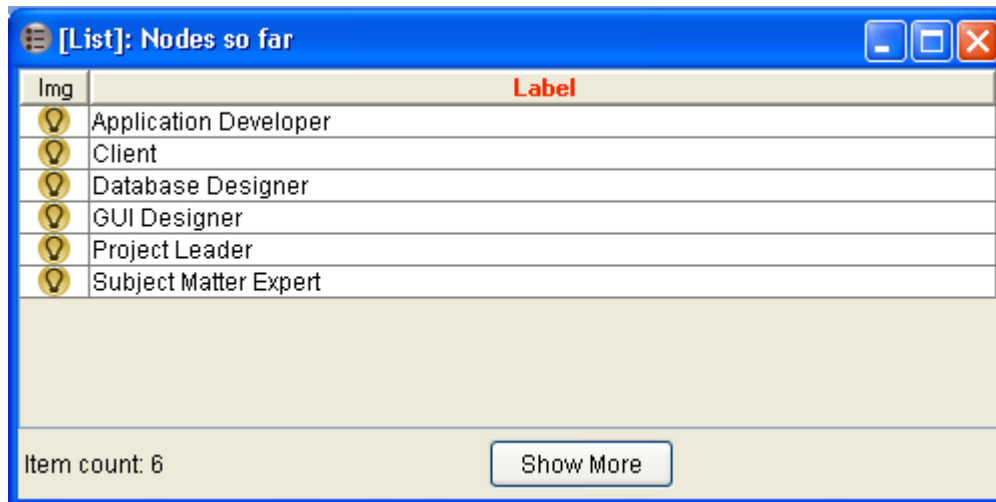 [List]: Nodes so far
Img Label
Application Developer
Client
Database Designer
GUI Designer
Project Leader
Subject Matter Expert
Item count: 6 Show More